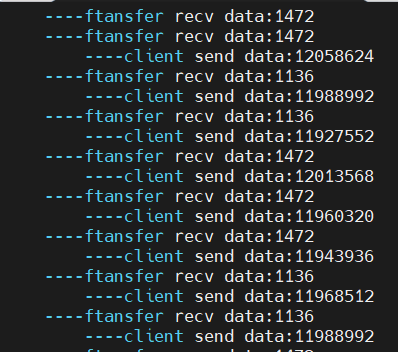 ----ftansfer recv data:1472
----ftansfer recv data:1472
----client send data:12058624
----ftansfer recv data:1136
----client send data:11988992
----ftansfer recv data:1136
----client send data:11927552
----ftansfer recv data:1472
----client send data:12013568
----ftansfer recv data:1472
----client send data:11960320
----ftansfer recv data:1472
----client send data:11943936
----ftansfer recv data:1136
----client send data:11968512
----ftansfer recv data:1136
----client send data:11988992